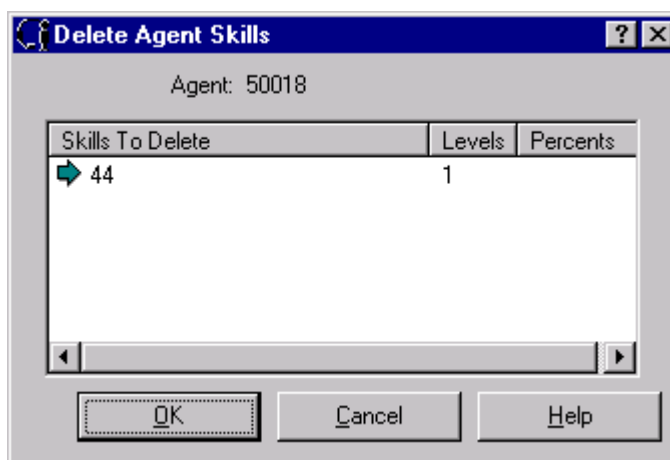 Delete Agent Skills
Agent: 50018
Skills To Delete Levels Percents
44 1
OK Cancel Help